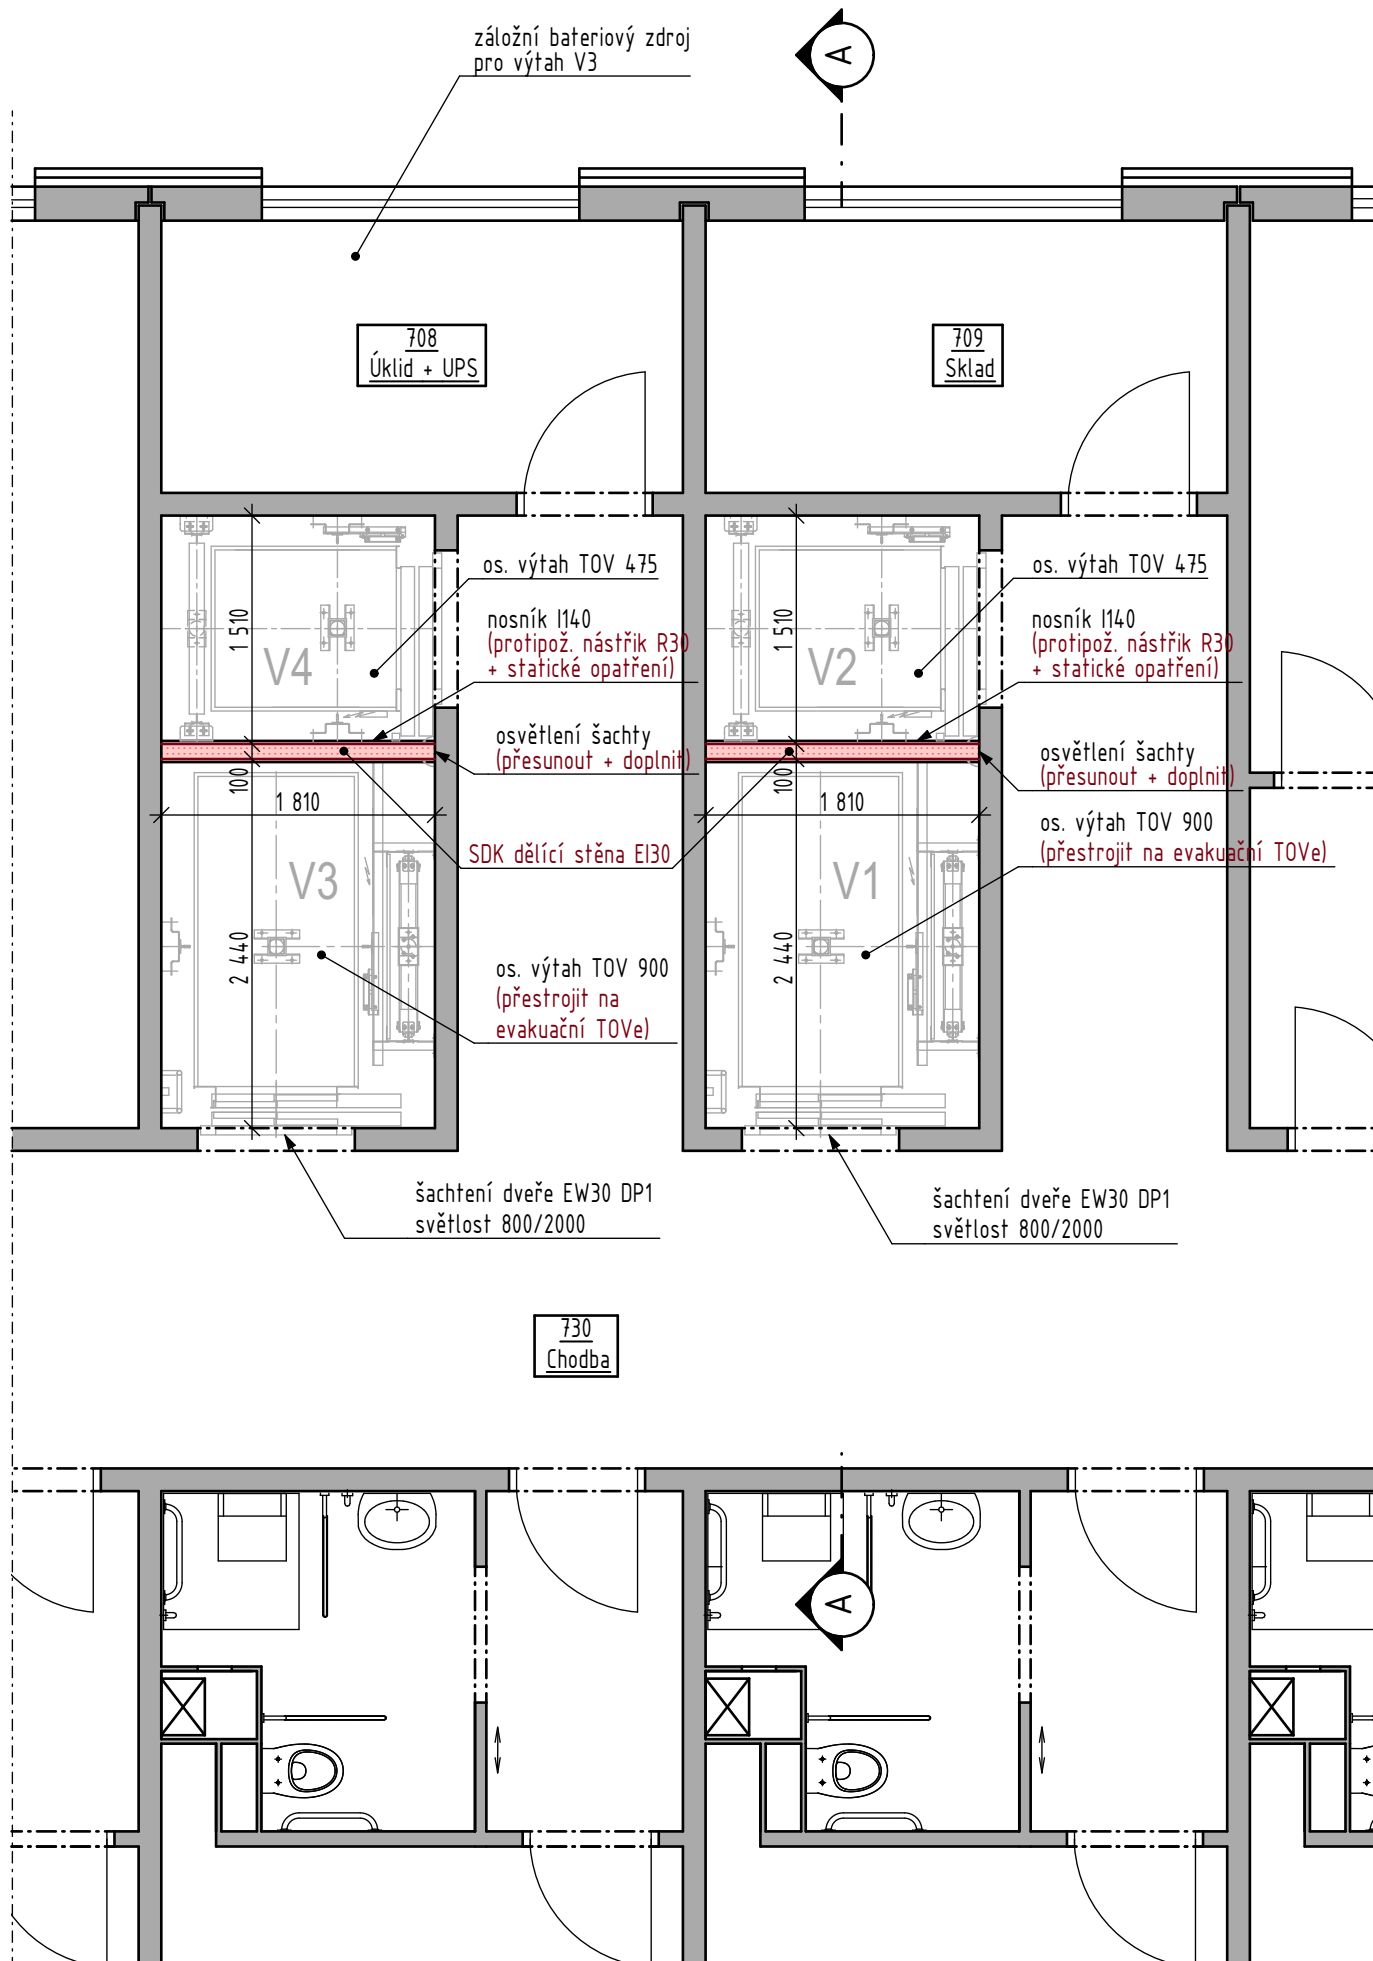 záložní bateriový zdroj
pro výtah V3
A
708
Úklid + UPS
709
Sklad
os. výtah TOV 475
nosník I140
(protipož. nástřik R30
+ statické opatření)
osvětlení šachty
(přesunout + doplnit)
SDK dělící stěna EI30
os. výtah TOV 900
(přestrojit na
evakuační TOVe)
1 510
V4
100
1 810
V3
2 440
os. výtah TOV 475
nosník I140
(protipož. nástřik R30
+ statické opatření)
osvětlení šachty
(přesunout + doplnit)
os. výtah TOV 900
(přestrojit na evakuační TOVe)
1 510
V2
100
1 810
V1
2 440
šachtení dveře EW30 DP1
světlost 800/2000
šachtení dveře EW30 DP1
světlost 800/2000
730
Chodba
A